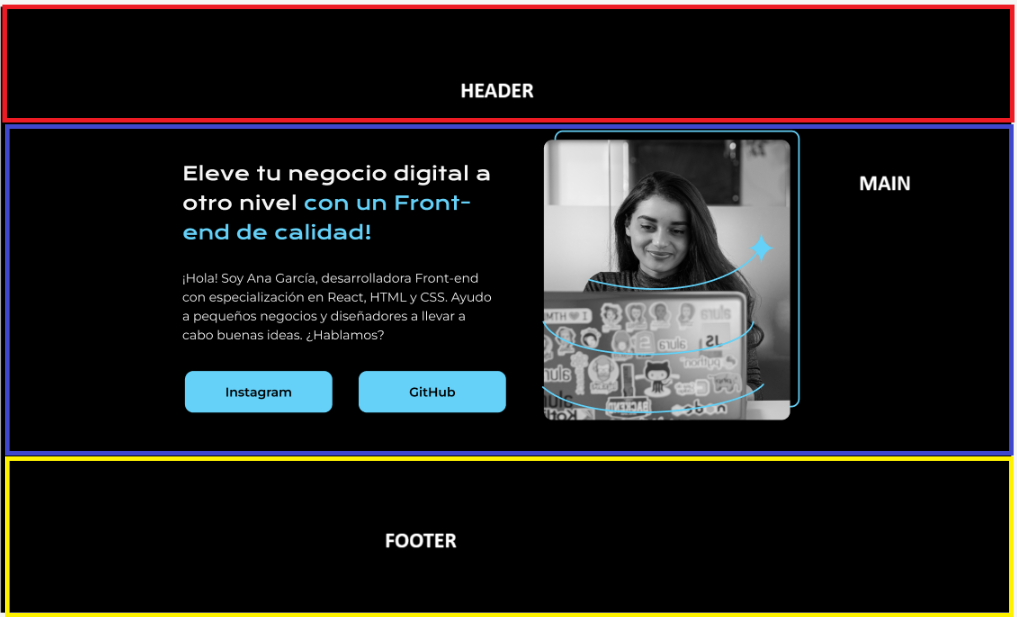 HEADER
Eleve tu negocio digital a
otro nivel con un Front-
end de calidad!
MAIN
¡Hola! Soy Ana García, desarrolladora Front-end
con especialización en React, HTML y CSS. Ayudo
a pequeños negocios y diseñadores a llevar a
cabo buenas ideas. ¿Hablamos?
Instagram
GitHub
FOOTER